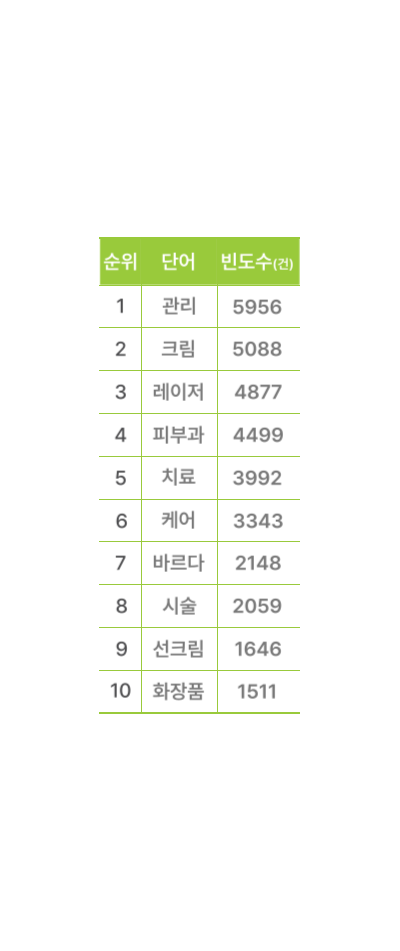 순위 단어 빈도수(건)
1 관리 5956
2 크림 5088
3 레이저 4877
4 피부과 4499
5 치료 3992
6 케어 3343
7 바르다 2148
8 시술 2059
9 선크림 1646
10 화장품 1511